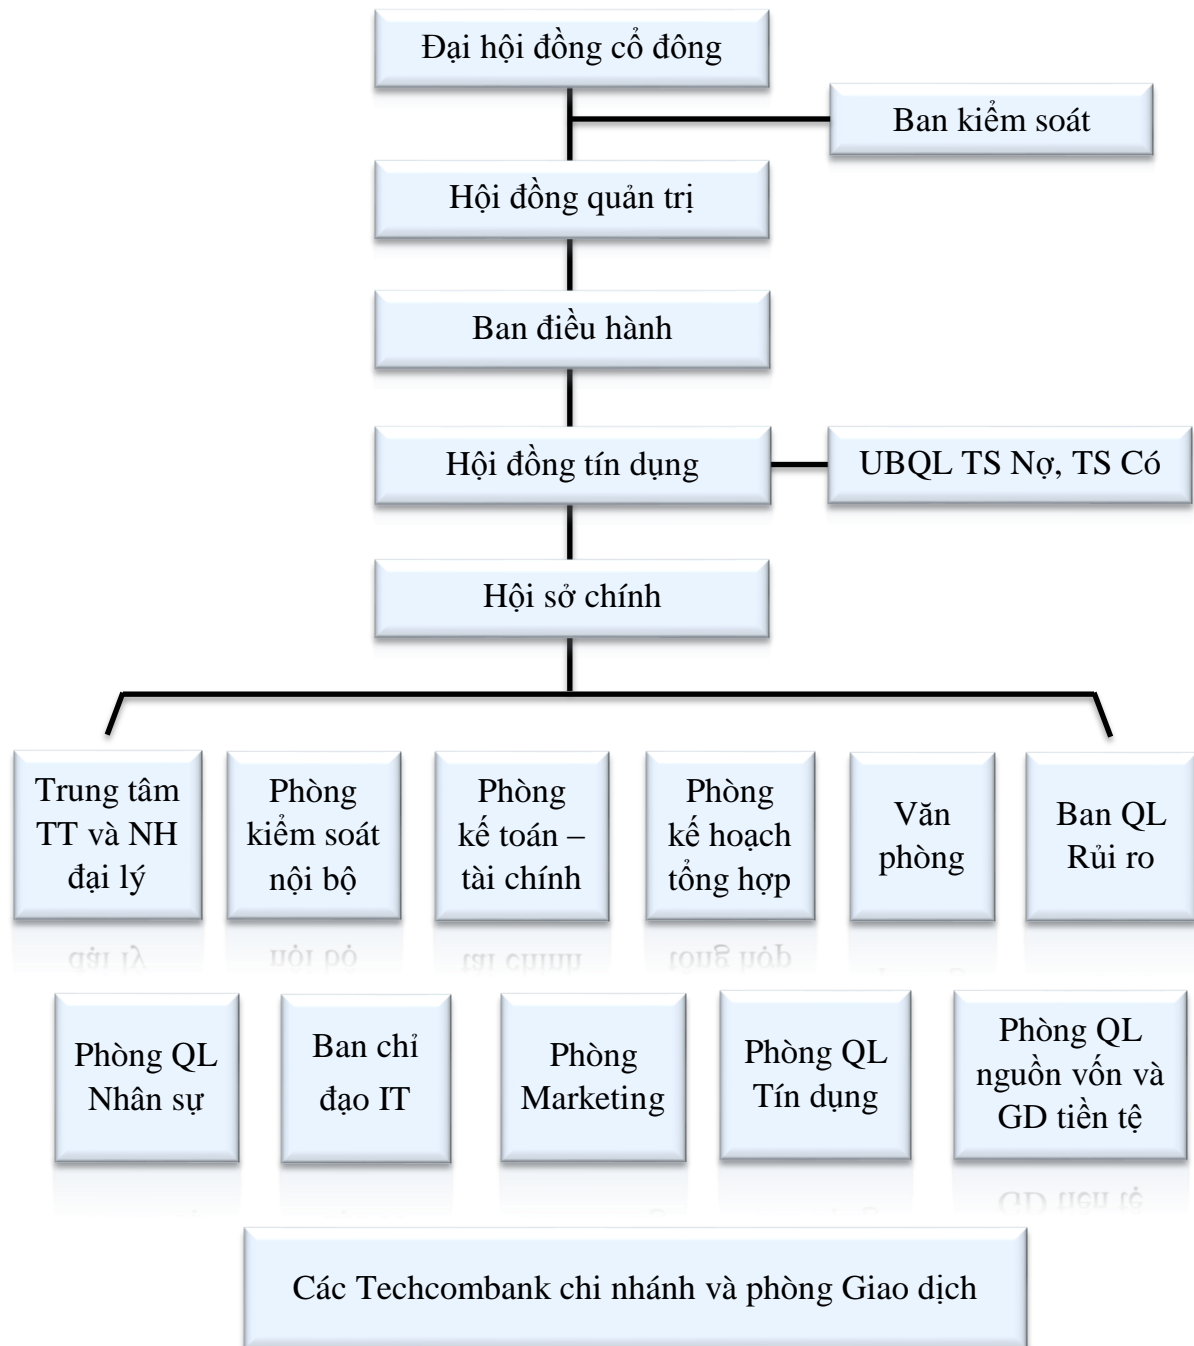 Đại hội đồng cổ đông
Ban kiểm soát
Hội đồng quản trị
Ban điều hành
Hội đồng tín dụng
UBQL TS Nợ, TS Có
Hội sở chính
Trung tâm
TT và NH
đại lý
Phòng
kiểm soát
nội bộ
Phòng
kế toán –
tài chính
Phòng
kế hoạch
tổng hợp
Văn
phòng
Ban QL
Rủi ro
Phòng QL
Nhân sự
Ban chỉ
đạo IT
Phòng
Marketing
Phòng QL
Tín dụng
Phòng QL
nguồn vốn và
GD tiền tệ
Các Techcombank chi nhánh và phòng Giao dịch